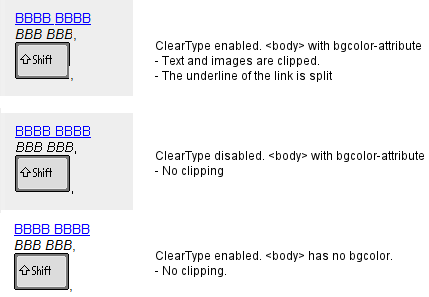 BBBB BBBB
BBB BBB,
⇧Shift ,
ClearType enabled. <body> with bgcolor-attribute
- Text and images are clipped.
- The underline of the link is split
BBBB BBBB
BBB BBB,
⇧Shift ,
ClearType disabled. <body> with bgcolor-attribute
- No clipping
BBBB BBBB
BBB BBB,
⇧Shift ,
ClearType enabled. <body> has no bgcolor.
- No clipping.